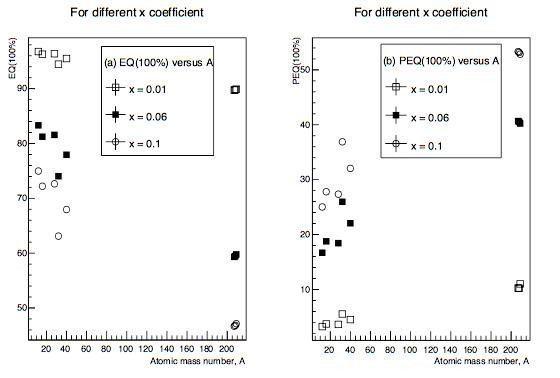 For different x coefficient
EQ(100%)
(a) EQ(100%) versus A
x = 0.01
x = 0.06
x = 0.1
90
80
70
60
50
20 40 60 80 100 120 140 160 180 200
Atomic mass number, A
For different x coefficient
PEQ(100%)
(b) PEQ(100%) versus A
x = 0.01
x = 0.06
x = 0.1
50
40
30
20
10
20 40 60 80 100 120 140 160 180 200
Atomic mass number, A